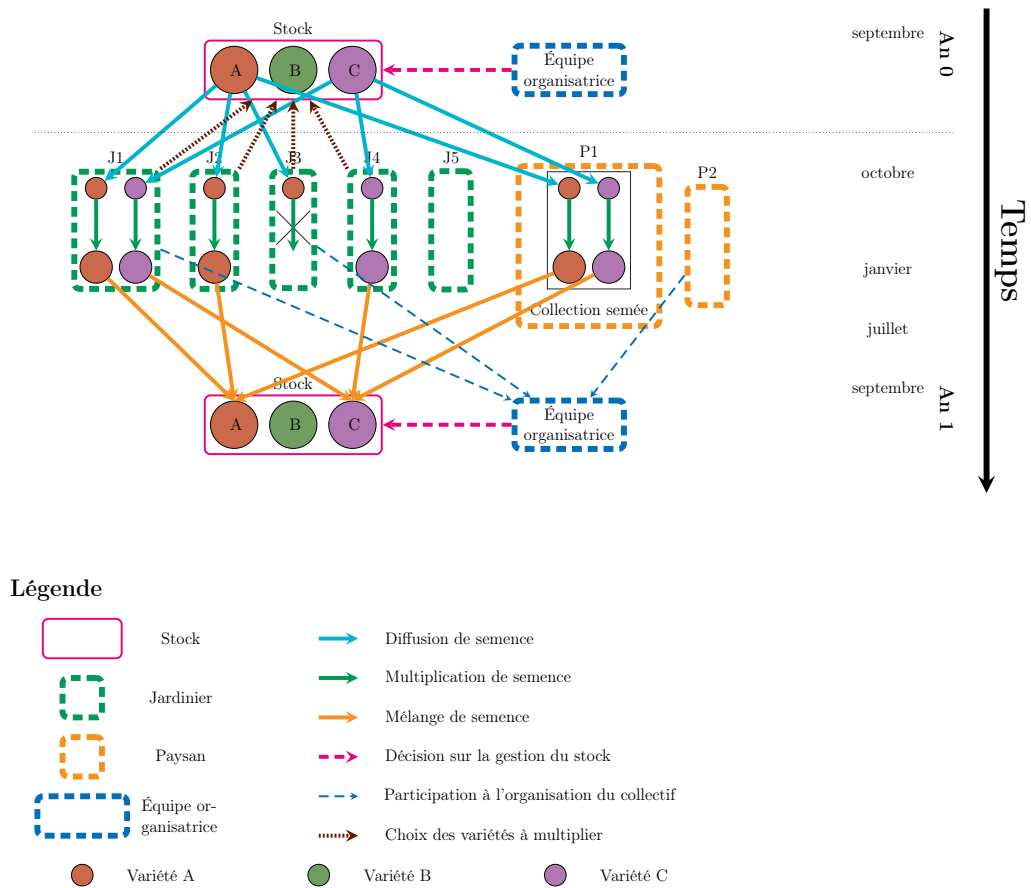 Stock
septembre
An 0
A
B
C
Équipe
organisatrice
J1
J2
J3
J4
J5
P1
P2
octobre
Temps
janvier
Collection semée
juillet
septembre
An 1
Stock
A
B
C
Équipe
organisatrice
Légende
Stock
Diffusion de semence
Multiplication de semence
Jardinier
Mélange de semence
Paysan
Décision sur la gestion du stock
Équipe or-
ganisatrice
Participation à l'organisation du collectif
Choix des variétés à multiplier
Variété A
Variété B
Variété C